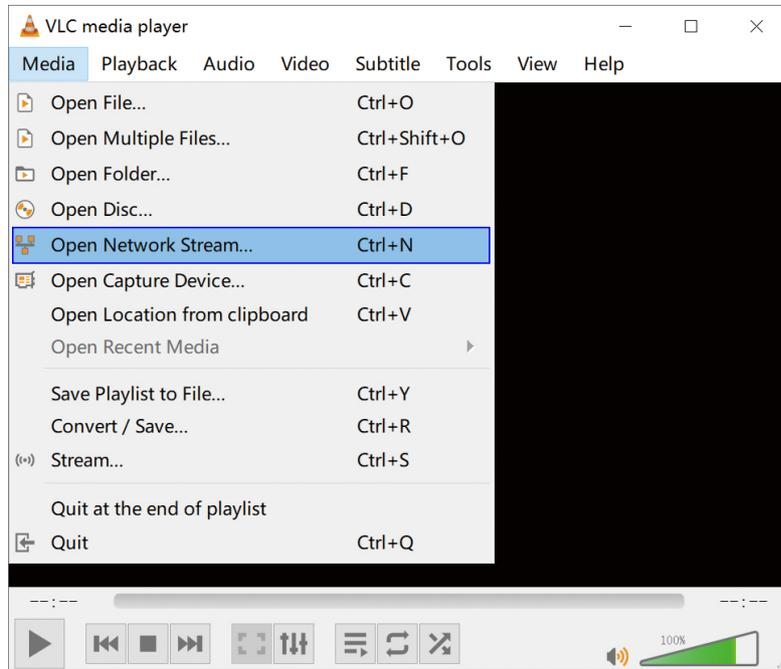 VLC media player
Media Playback Audio Video Subtitle Tools View Help
Open File... Ctrl+O
Open Multiple Files... Ctrl+Shift+O
Open Folder... Ctrl+F
Open Disc... Ctrl+D
Open Network Stream... Ctrl+N
Open Capture Device... Ctrl+C
Open Location from clipboard Ctrl+V
Open Recent Media
Save Playlist to File... Ctrl+Y
Convert / Save... Ctrl+R
Stream... Ctrl+S
Quit at the end of playlist
Quit Ctrl+Q
--:-- --:--
100%